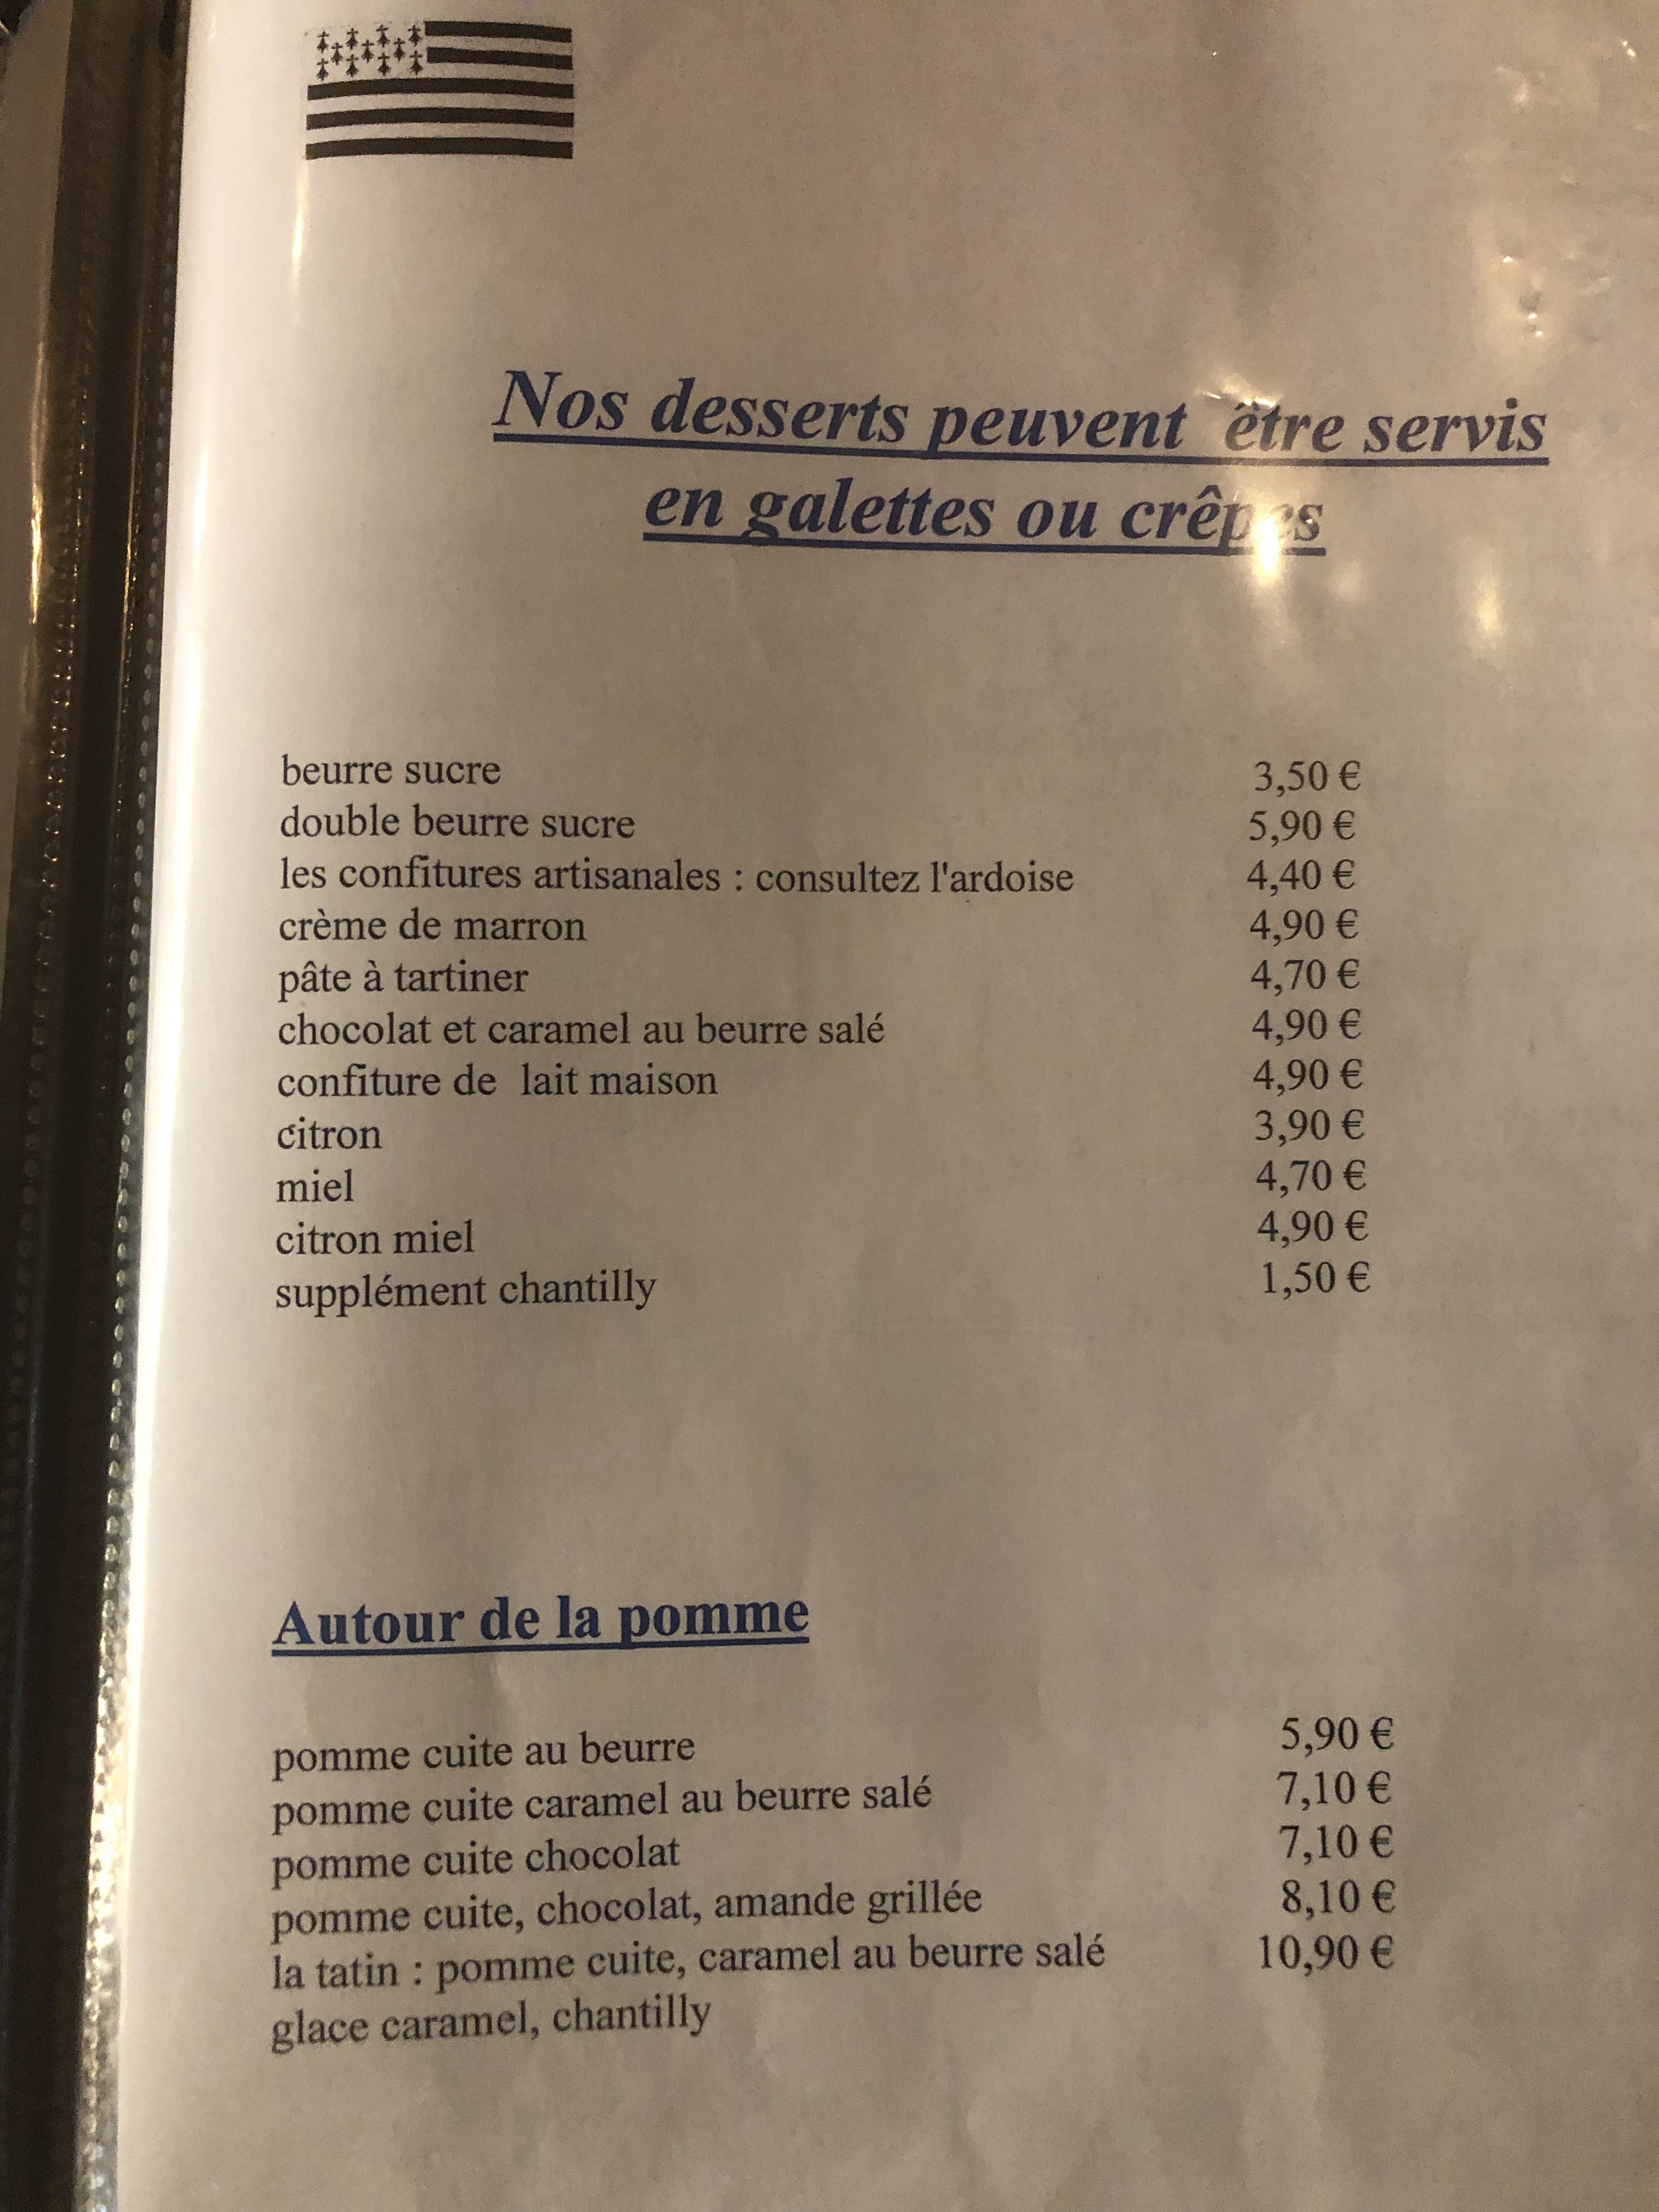 Nos desserts peuvent être servis
en galettes ou crêpes
beurre sucre 3,50 €
double beurre sucre 5,90 €
les confitures artisanales : consultez l'ardoise 4,40 €
crème de marron 4,90 €
pâte à tartiner 4,70 €
chocolat et caramel au beurre salé 4,90 €
confiture de lait maison 4,90 €
citron 3,90 €
miel 4,70 €
citron miel 4,90 €
supplément chantilly 1,50 €
Autour de la pomme
pomme cuite au beurre 5,90 €
pomme cuite caramel au beurre salé 7,10 €
pomme cuite chocolat 7,10 €
pomme cuite, chocolat, amande grillée 8,10 €
la tatin : pomme cuite, caramel au beurre salé 10,90 €
glace caramel, chantilly